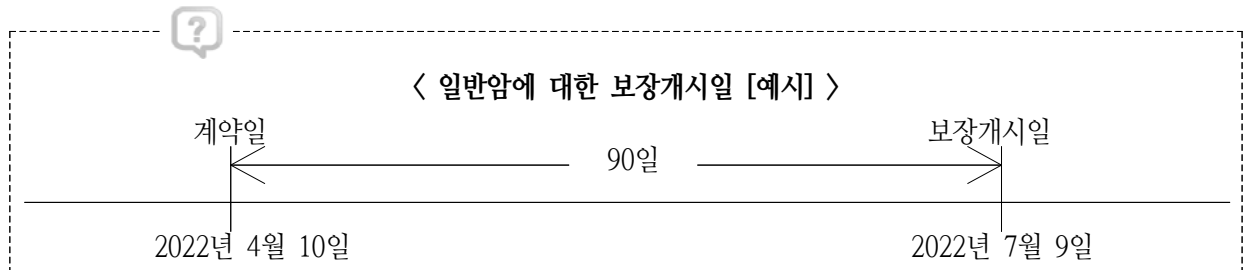 ?
< 일반암에 대한 보장개시일 [예시] >
계약일 보장개시일
90일
2022년 4월 10일 2022년 7월 9일